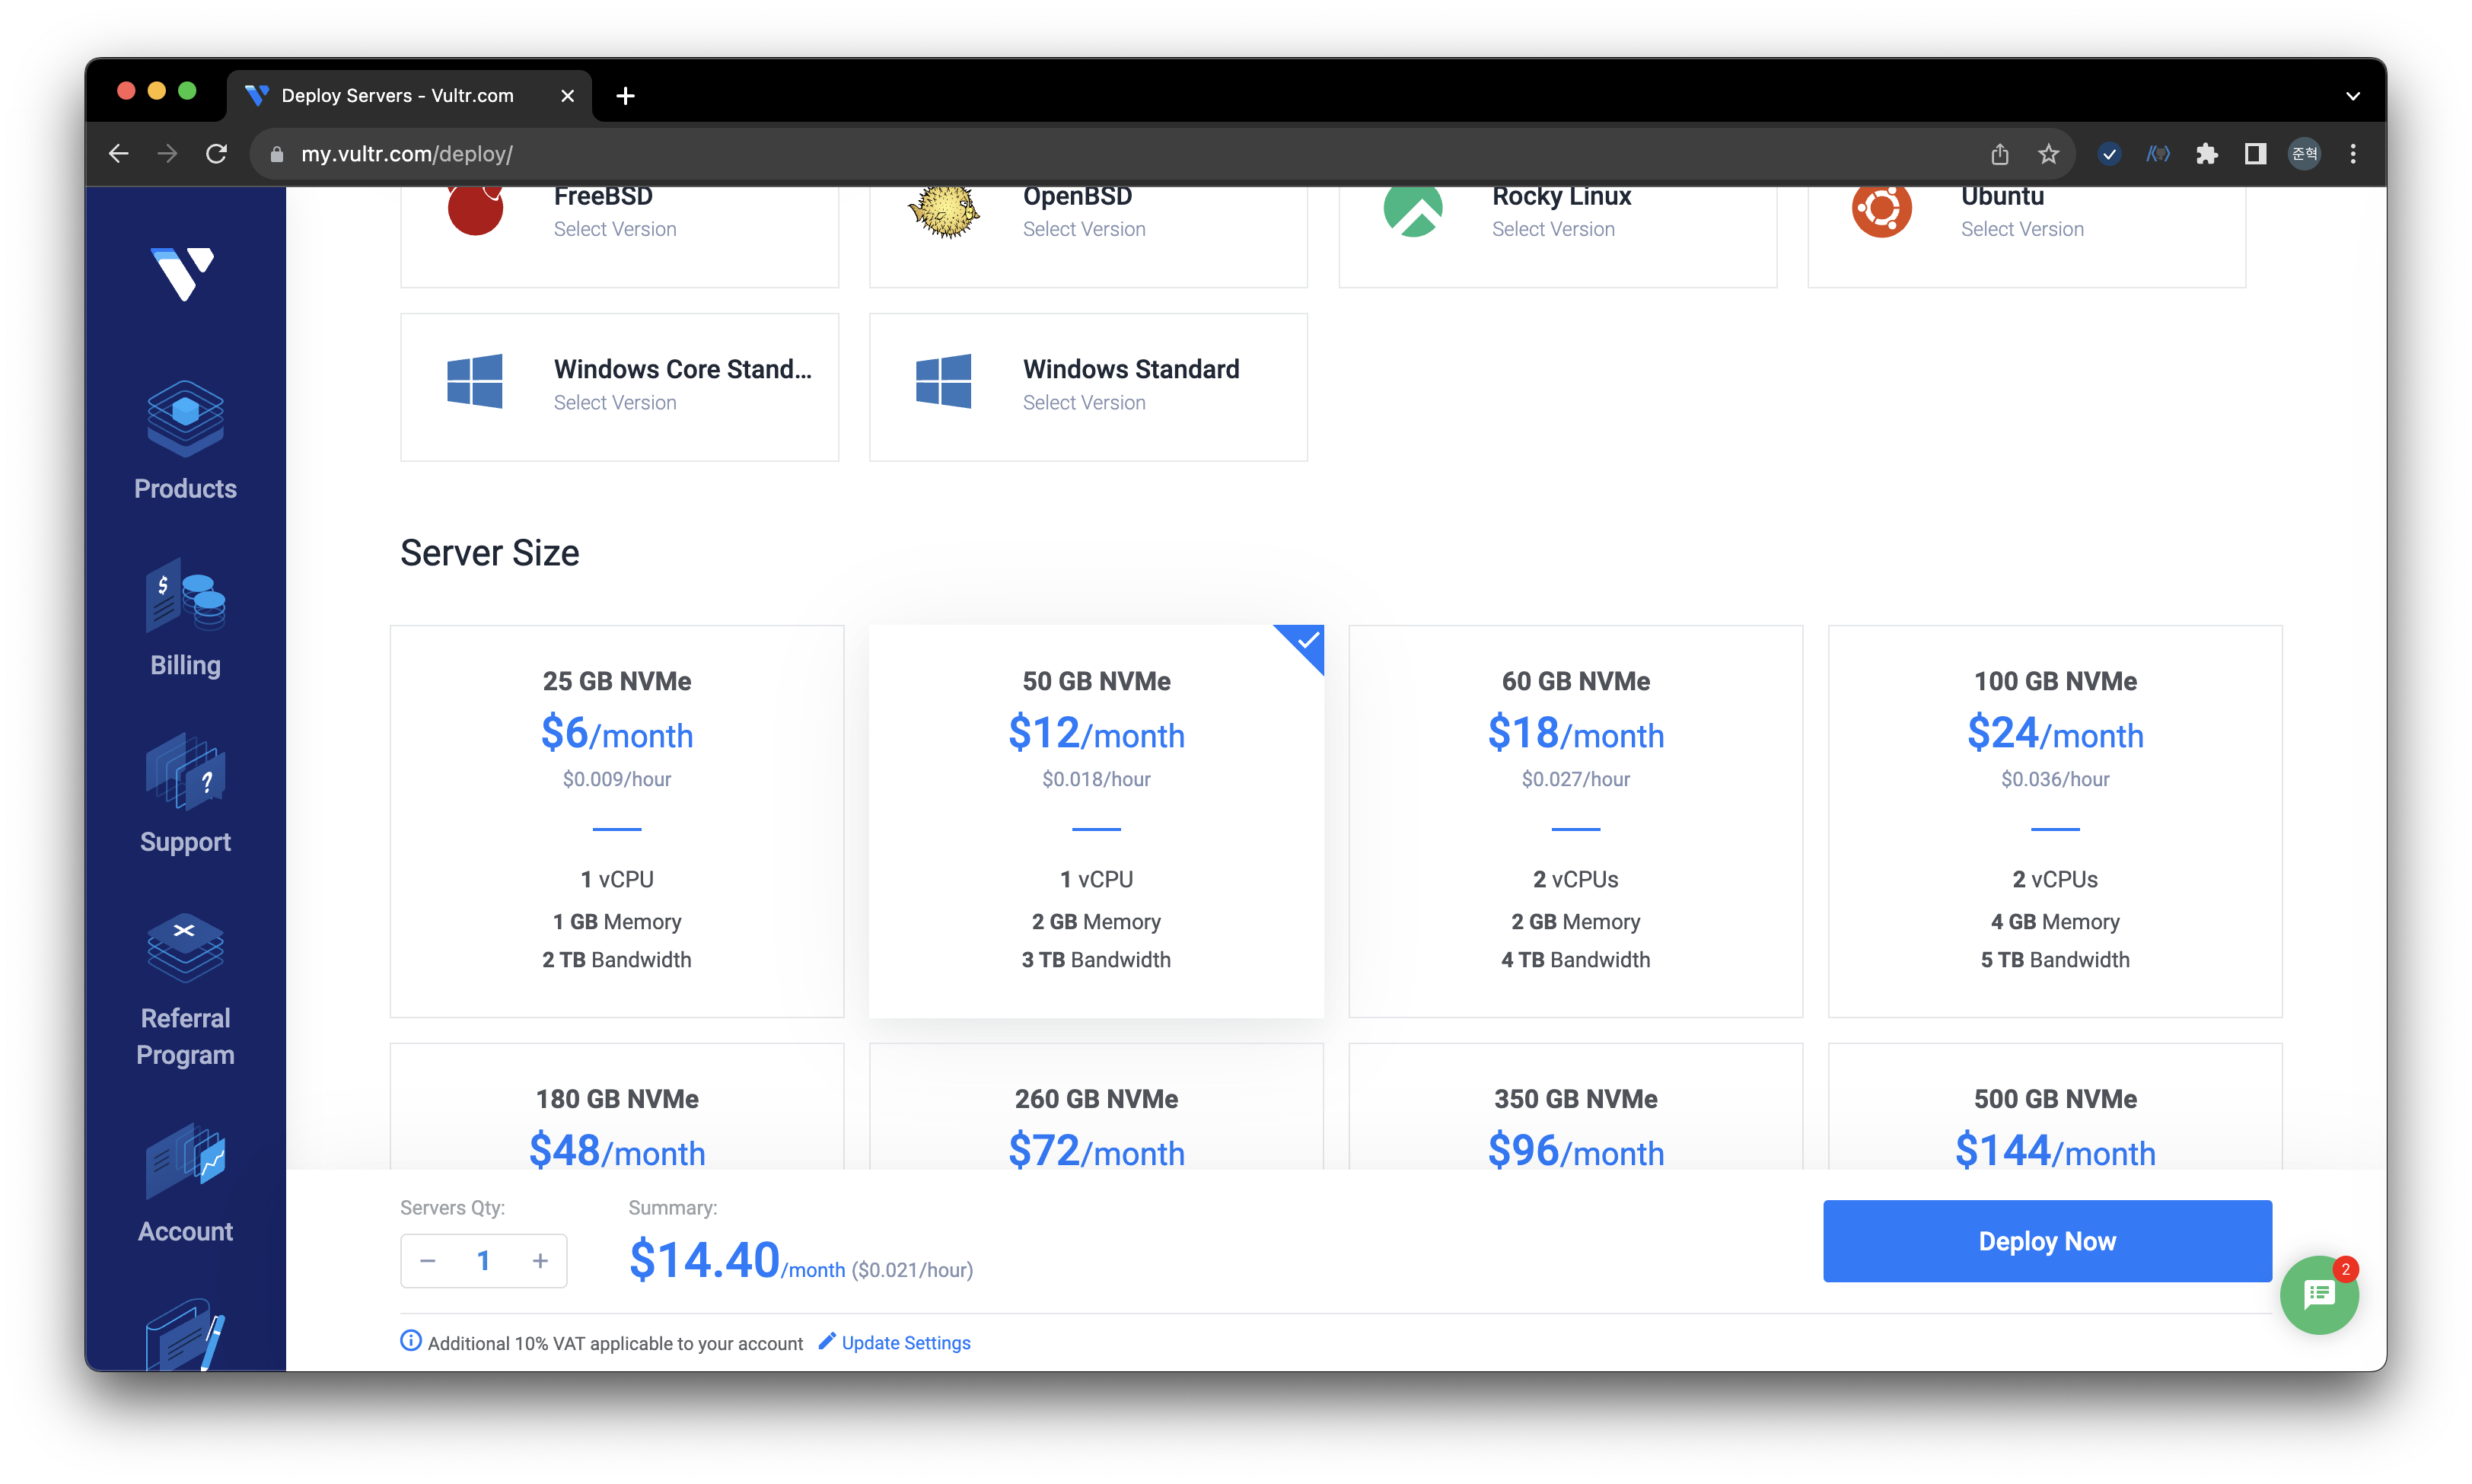 Deploy Servers - Vultr.com
my.vultr.com/deploy/
준혁
FreeBSD
Select Version
OpenBSD
Select Version
Rocky Linux
Select Version
Ubuntu
Select Version
Windows Core Stand...
Select Version
Windows Standard
Select Version
Products
Billing
Support
Referral
Program
Account
Server Size
25 GB NVMe
$6/month
$0.009/hour
1 vCPU
1 GB Memory
2 TB Bandwidth
50 GB NVMe
$12/month
$0.018/hour
1 vCPU
2 GB Memory
3 TB Bandwidth
60 GB NVMe
$18/month
$0.027/hour
2 vCPUs
2 GB Memory
4 TB Bandwidth
100 GB NVMe
$24/month
$0.036/hour
2 vCPUs
4 GB Memory
5 TB Bandwidth
180 GB NVMe
$48/month
260 GB NVMe
$72/month
350 GB NVMe
$96/month
500 GB NVMe
$144/month
Servers Qty:
1
Summary:
$14.40/month ($0.021/hour)
Deploy Now
2
Additional 10% VAT applicable to your account
Update Settings